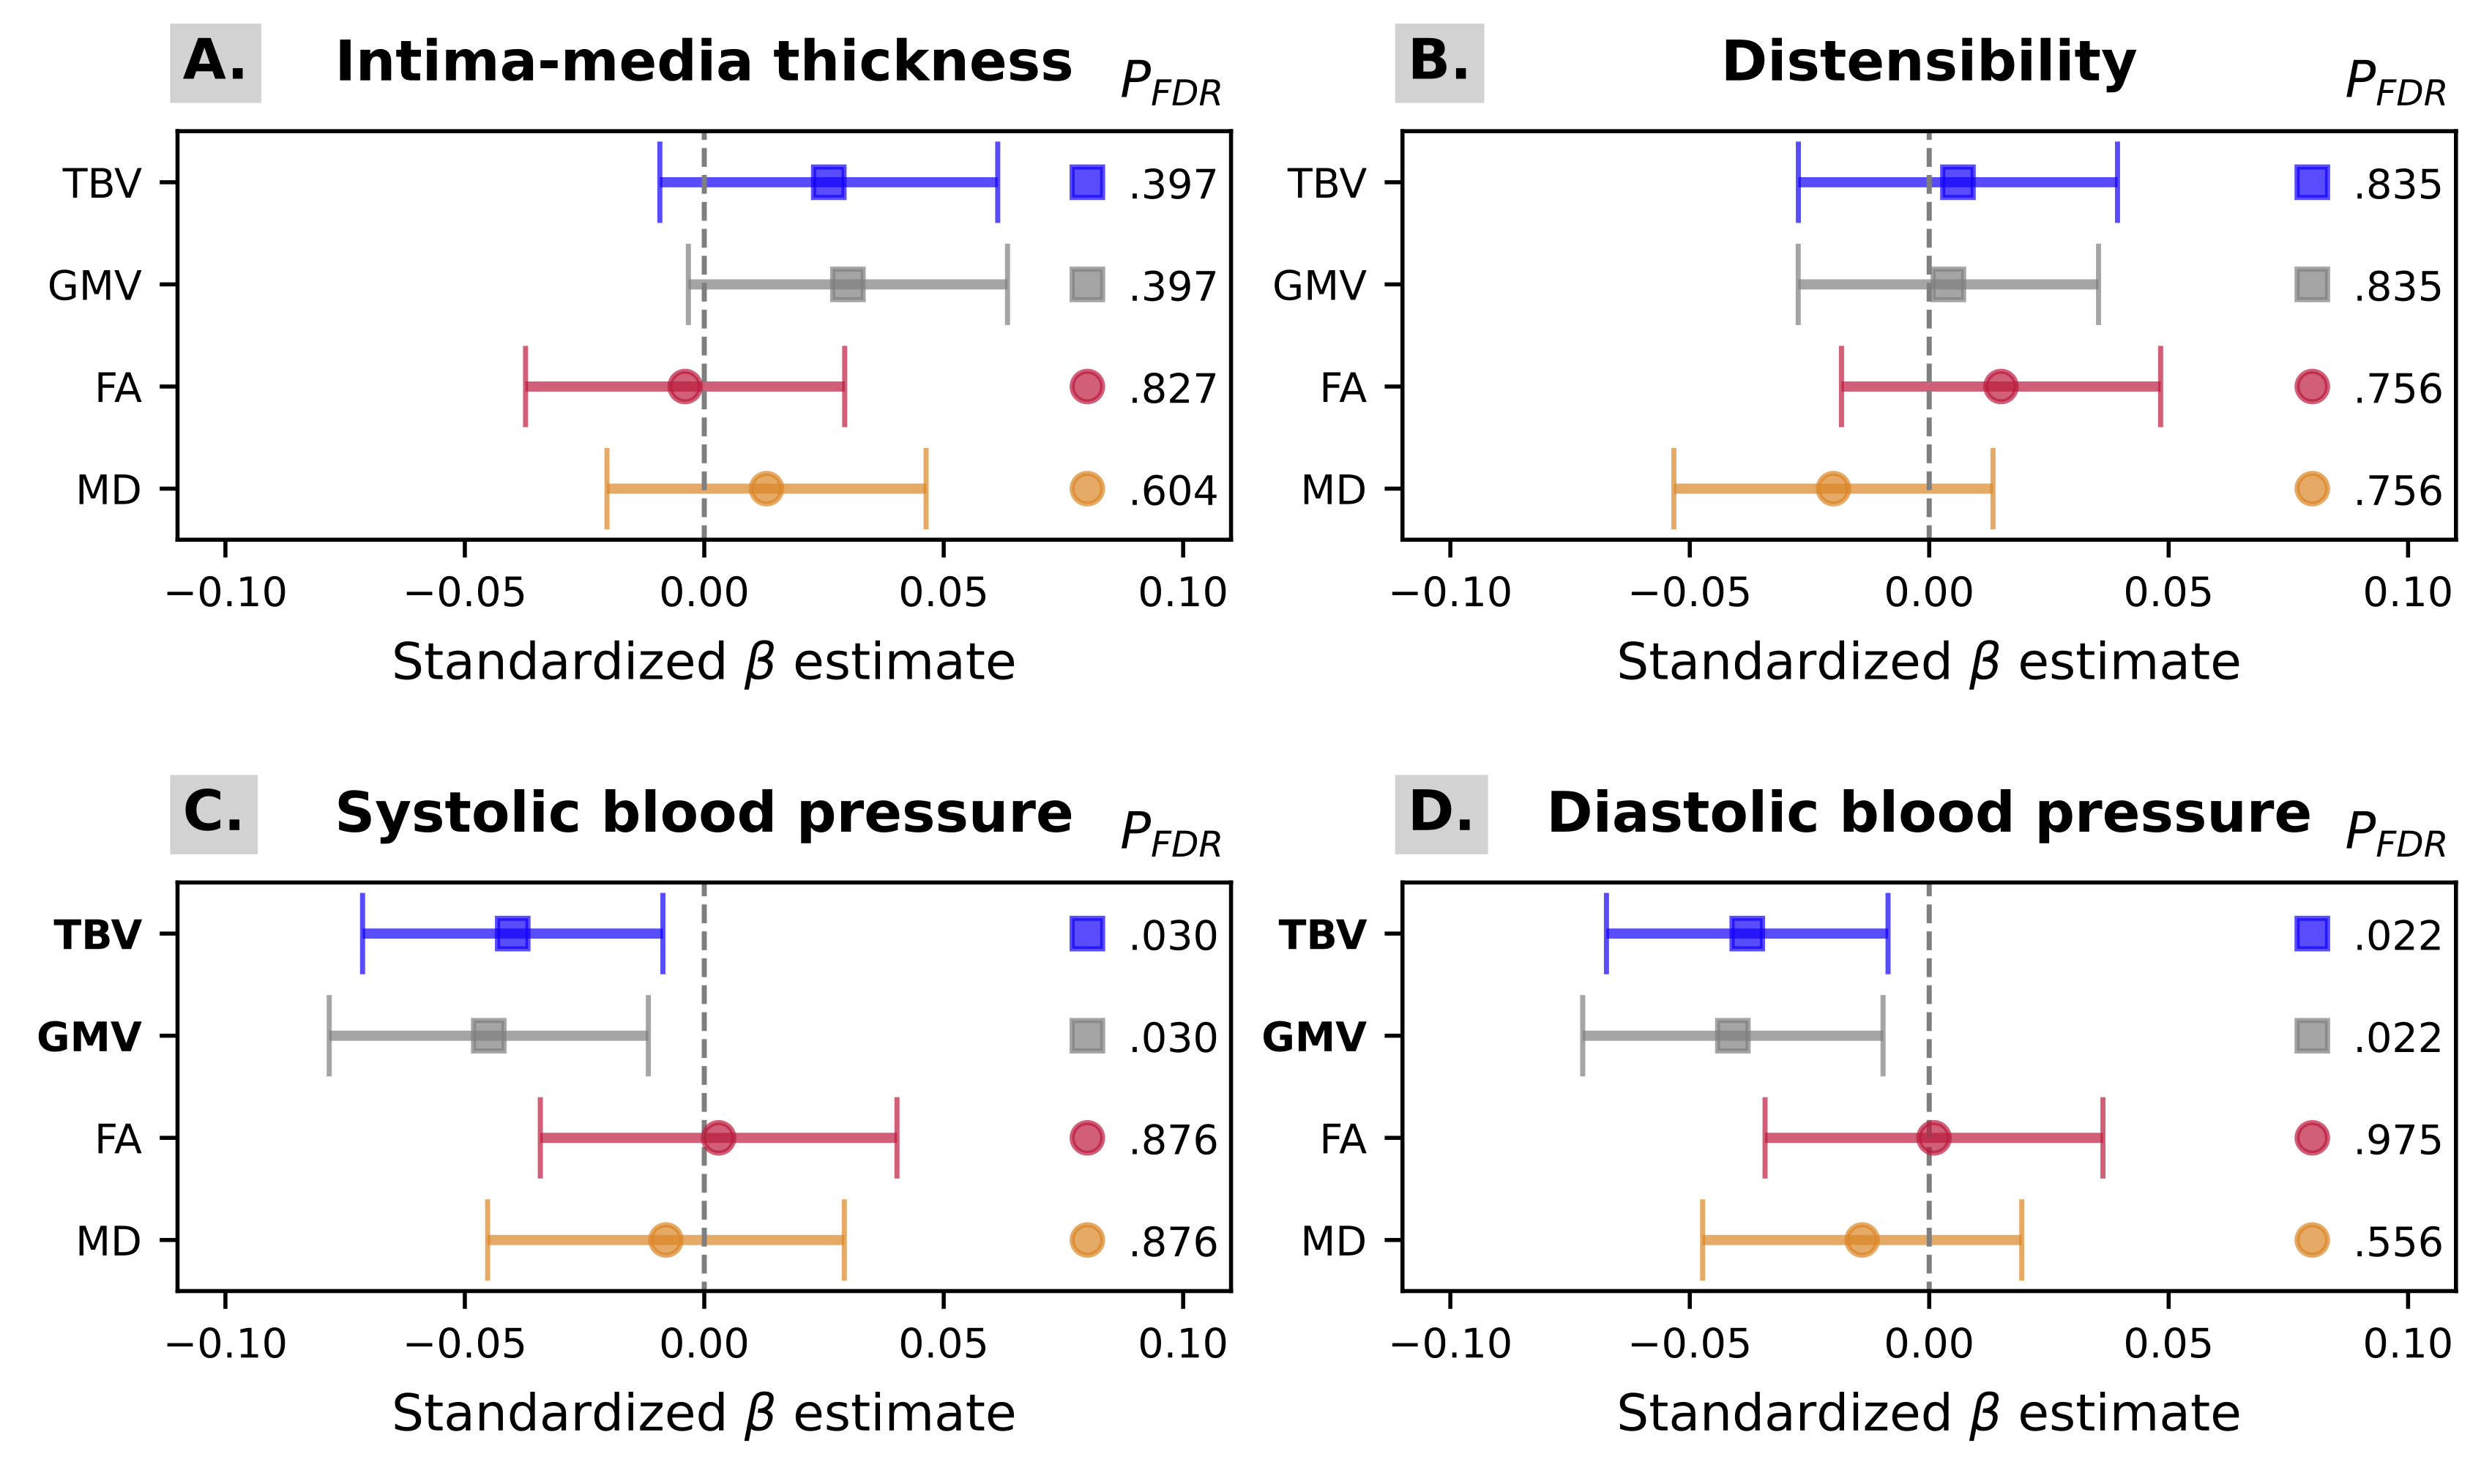 A. Intima-media thickness P_FDR
TBV .397
GMV .397
FA .827
MD .604
−0.10 −0.05 0.00 0.05 0.10
Standardized β estimate
B. Distensibility P_FDR
TBV .835
GMV .835
FA .756
MD .756
−0.10 −0.05 0.00 0.05 0.10
Standardized β estimate
C. Systolic blood pressure P_FDR
TBV .030
GMV .030
FA .876
MD .876
−0.10 −0.05 0.00 0.05 0.10
Standardized β estimate
D. Diastolic blood pressure P_FDR
TBV .022
GMV .022
FA .975
MD .556
−0.10 −0.05 0.00 0.05 0.10
Standardized β estimate